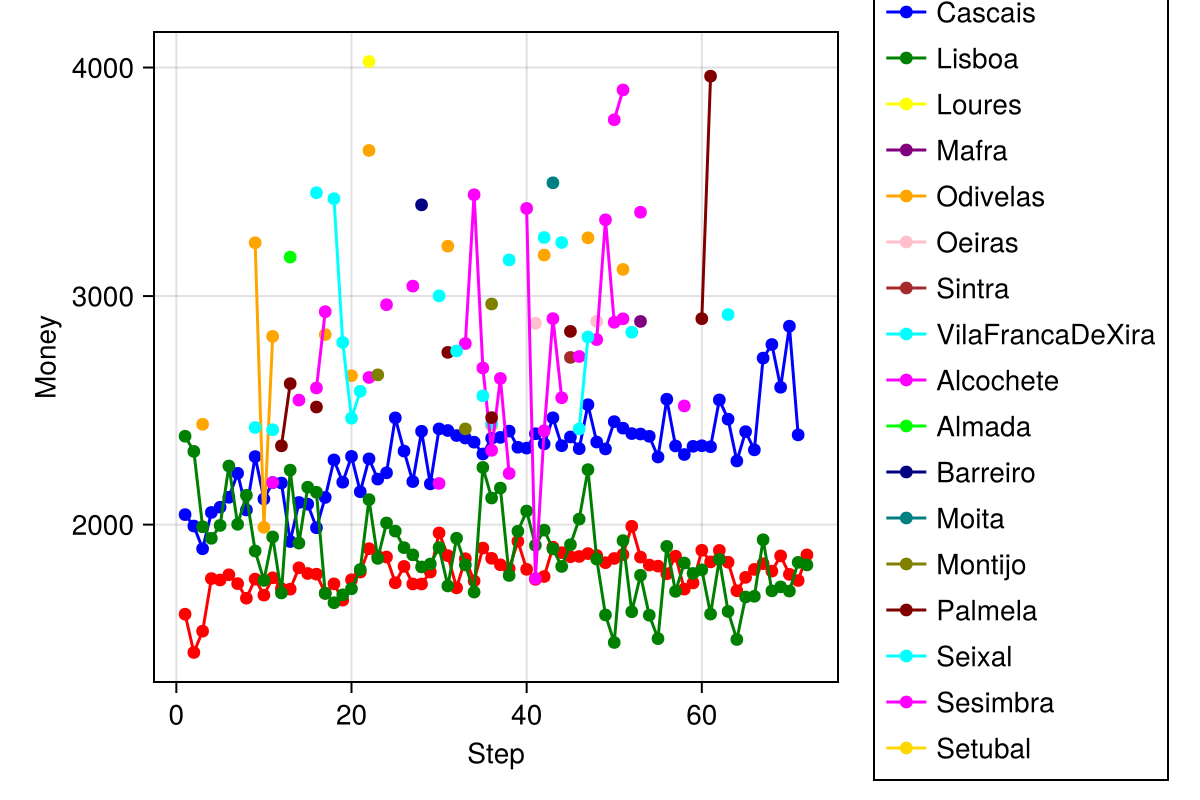 Cascais
Lisboa
Loures
Mafra
Odivelas
Oeiras
Sintra
VilaFrancaDeXira
Alcochete
Almada
Barreiro
Moita
Montijo
Palmela
Seixal
Sesimbra
Setubal
4000
3000
2000
Money
0 20 40 60
Step